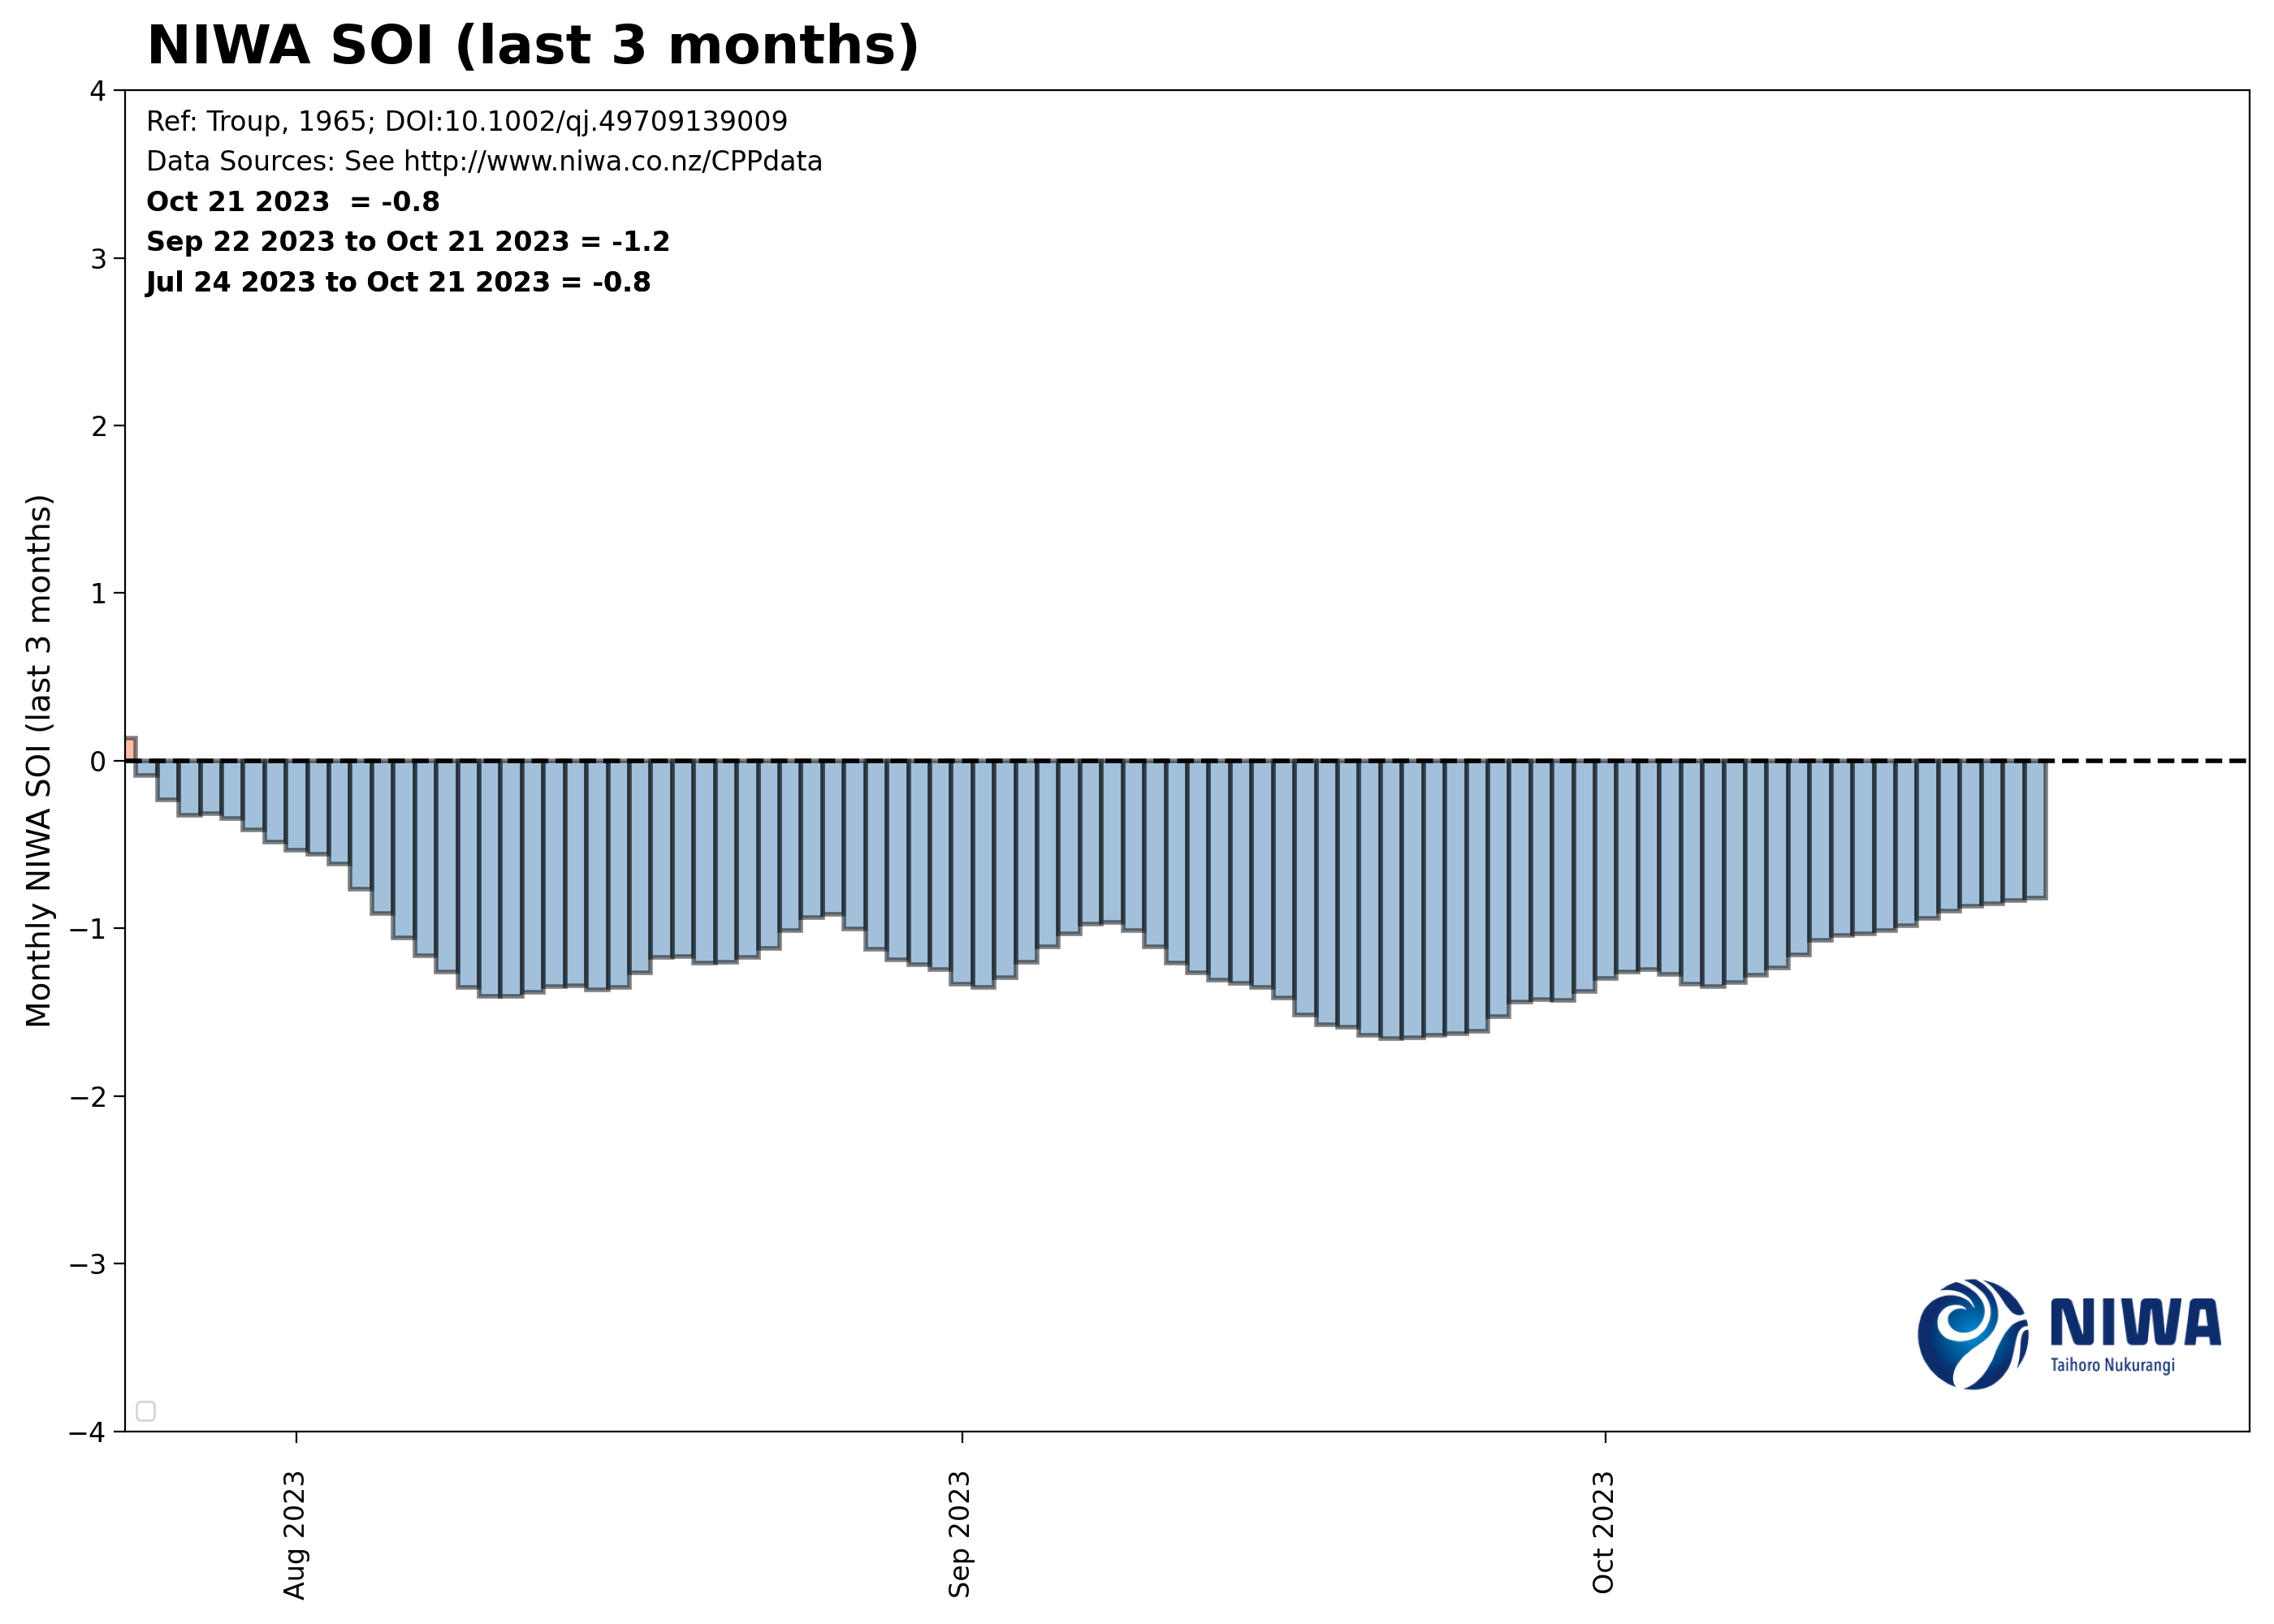 NIWA SOI (last 3 months)
Ref: Troup, 1965; DOI:10.1002/qj.49709139009
Data Sources: See http://www.niwa.co.nz/CPPdata
Oct 21 2023  = -0.8
Sep 22 2023 to Oct 21 2023 = -1.2
Jul 24 2023 to Oct 21 2023 = -0.8
Monthly NIWA SOI (last 3 months)
4
3
2
1
0
−1
−2
−3
−4
Aug 2023
Sep 2023
Oct 2023
NIWA
Taihoro Nukurangi